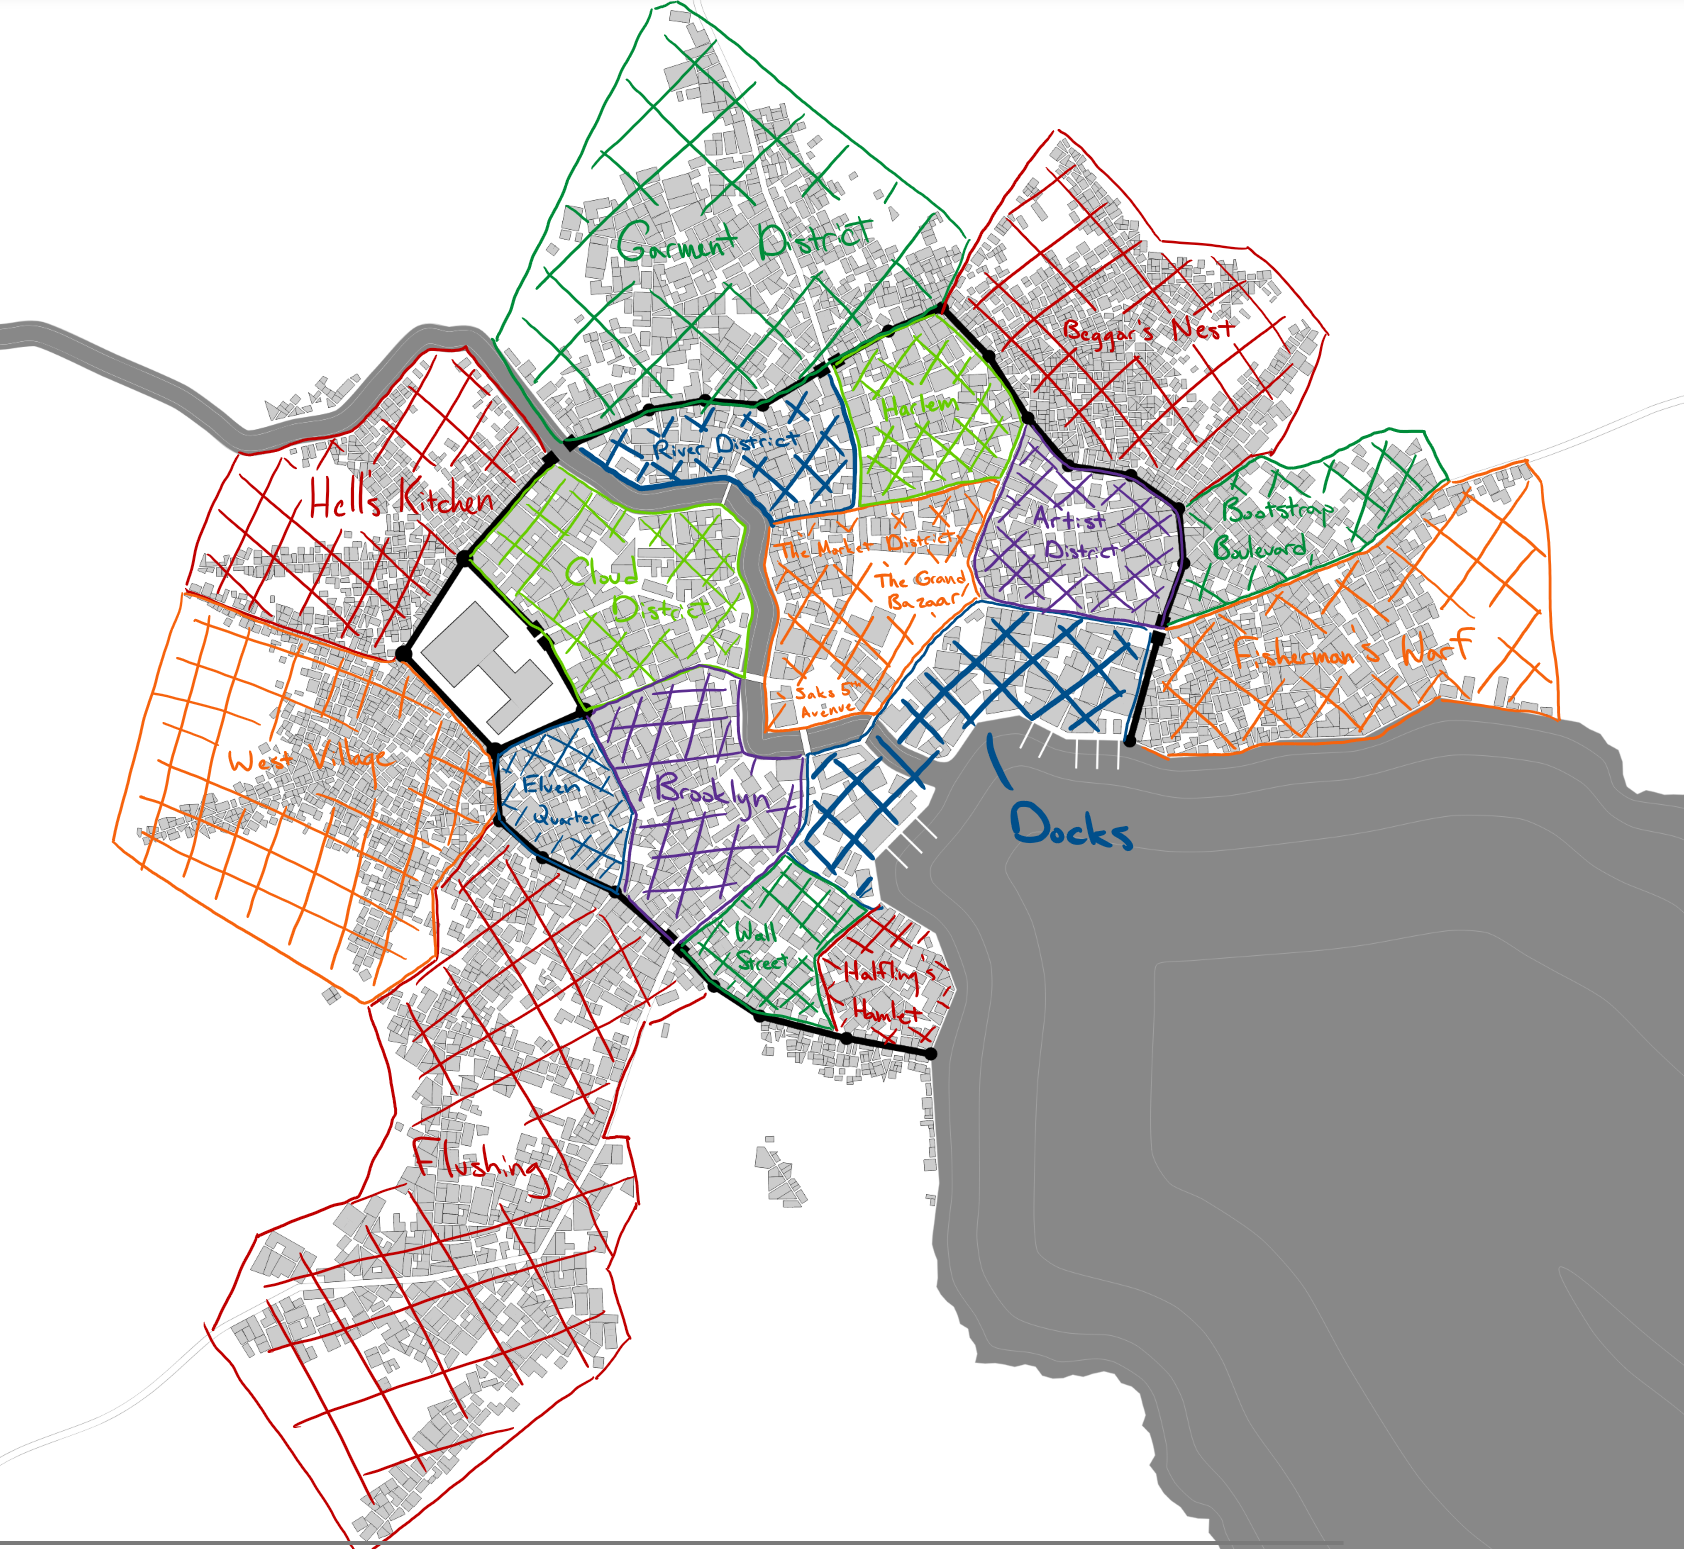 Garment District
Beggar's Nest
Harlem
River District
Hell's Kitchen
Artist
District
Bootstrap
Boulevard
The Market District
The Grand
Bazaar
Cloud
District
Fisherman's Warf
Saks 5th
Avenue
West Village
Elven
Quarter
Brooklyn
Docks
Wall
Street
Halfling's
Hamlet
Flushing